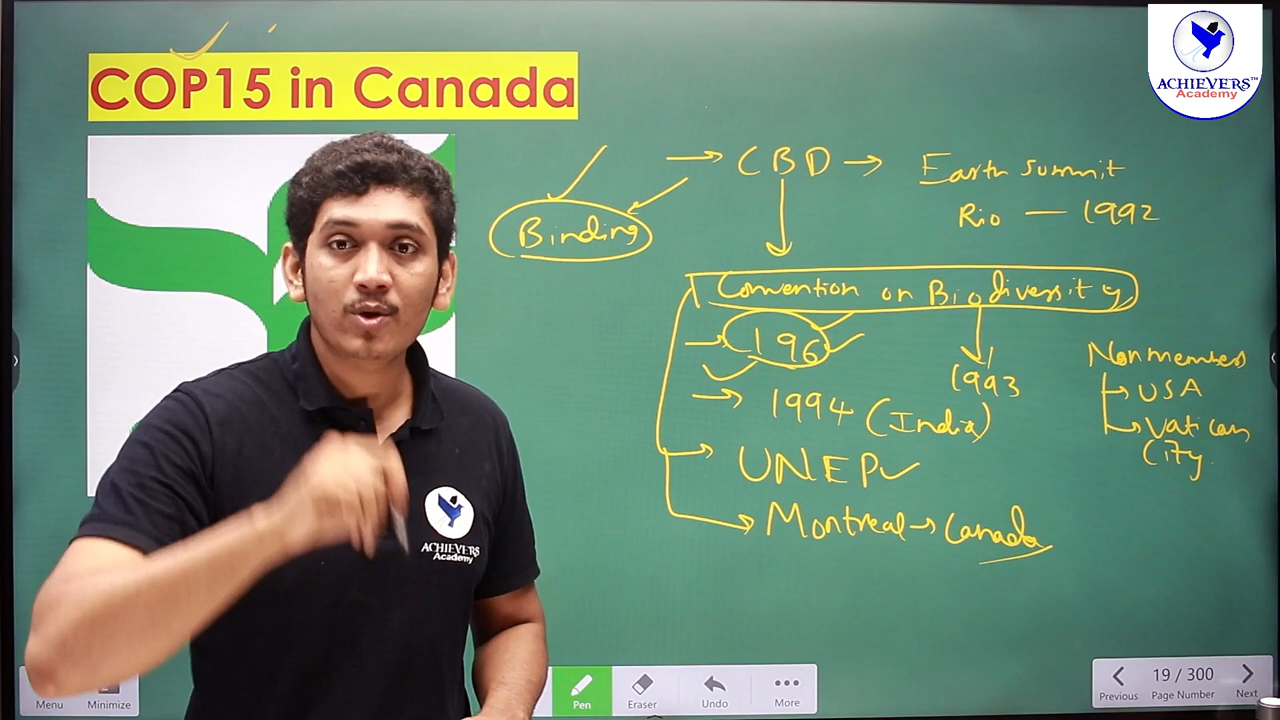 COP15 in Canada
ACHIEVERS™
Academy
→ CBD → Earth Summit
Rio — 1992
Binding
Convention on Biodiversity
196
1993
→ 1994 (India)
Nonmembers
→ USA
→ Vatican
City
→ UNEP
→ Montreal → Canada
ACHIEVERS
Academy
Menu
Minimize
Pen
Eraser
Undo
More
Previous
19 / 300
Page Number
Next